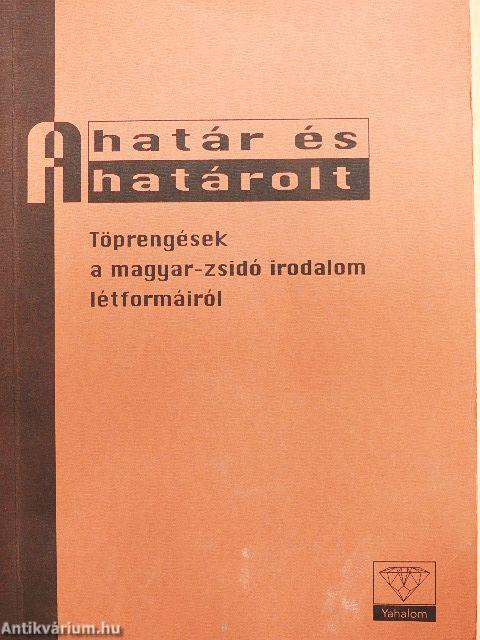 A határ és
A határolt
Töprengések
a magyar-zsidó irodalom
létformáiról
Yahalom
Antikvárium.hu